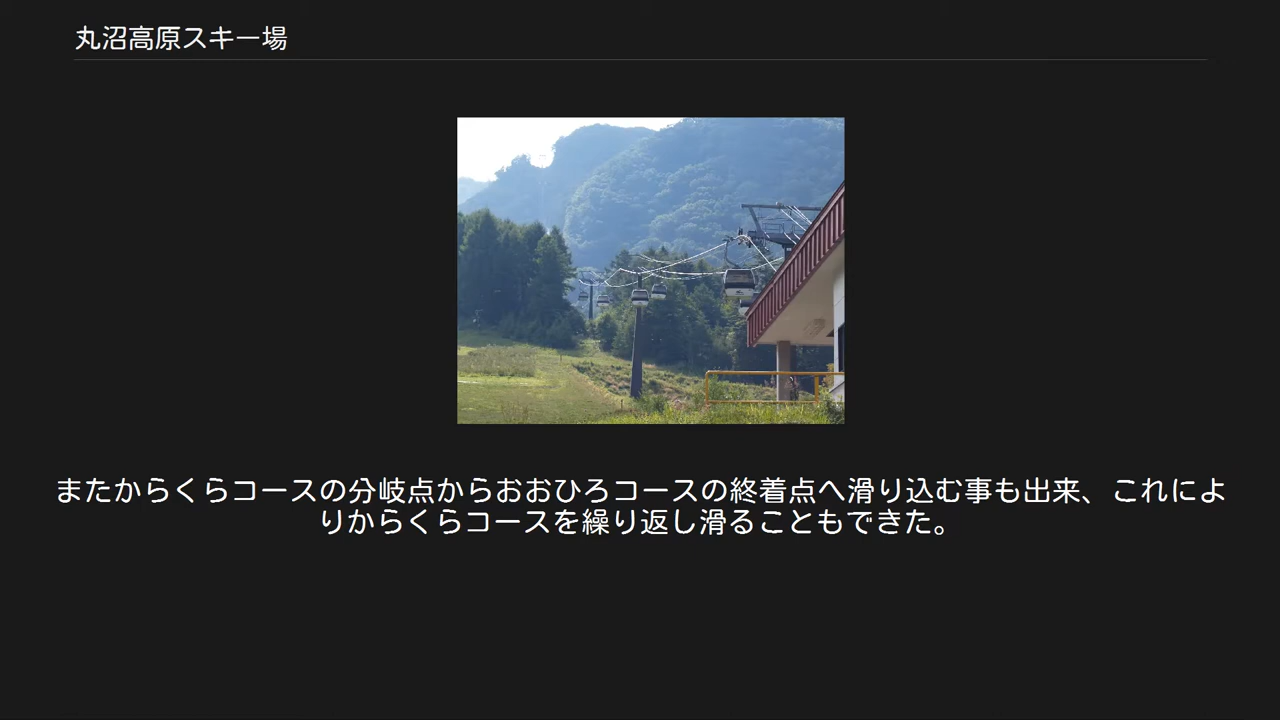 丸沼高原スキー場
またからくらコースの分岐点からおおひろコースの終着点へ滑り込む事も出来、これによ
りからくらコースを繰り返し滑ることもできた。